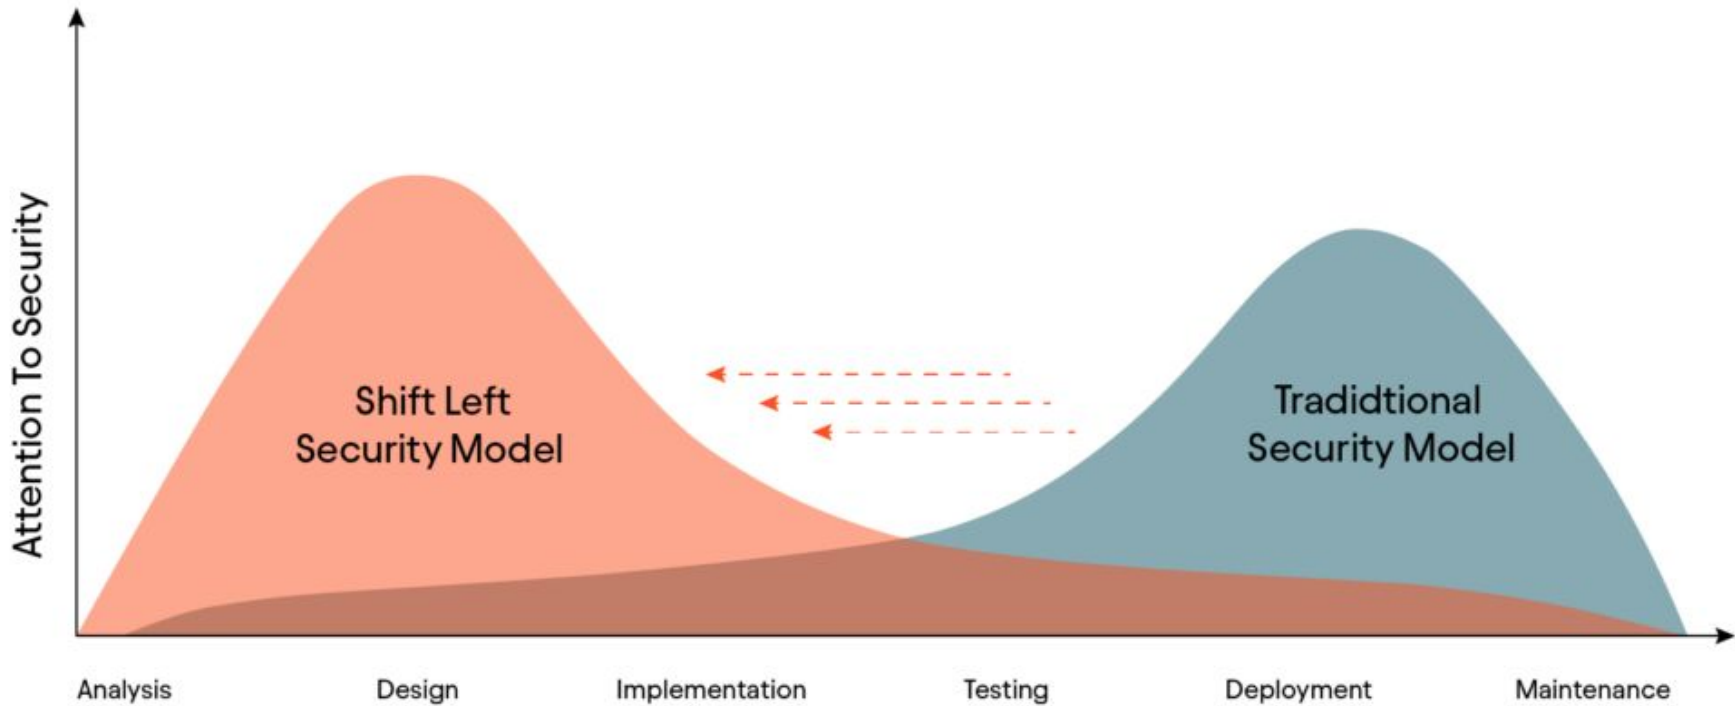 Attention To Security
Shift Left
Security Model
Tradidtional
Security Model
Analysis
Design
Implementation
Testing
Deployment
Maintenance